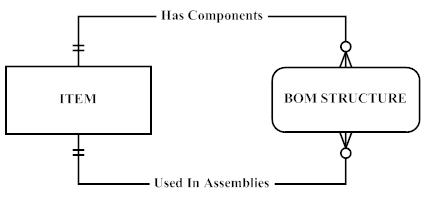 Has Components
ITEM
BOM STRUCTURE
Used In Assemblies